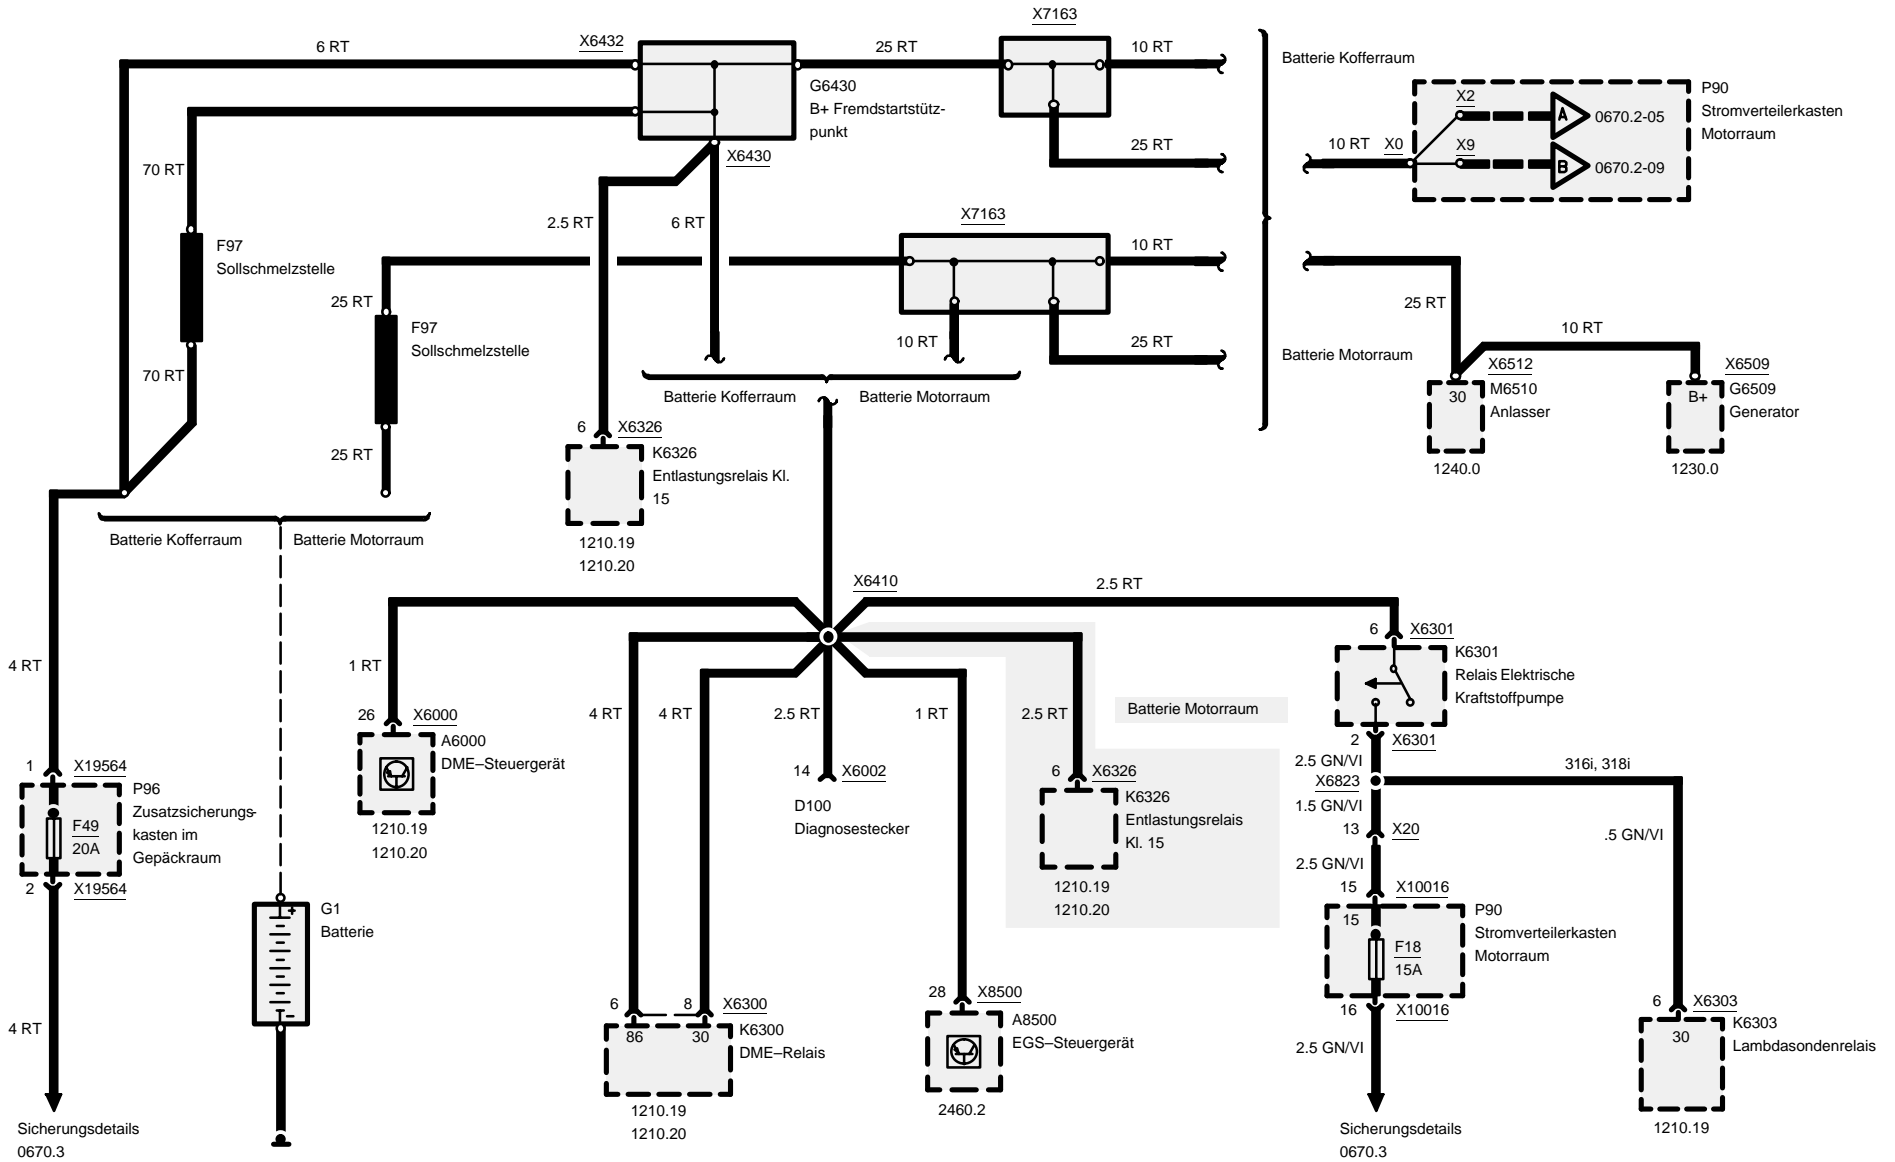 X7163
6 RT
X6432
25 RT
10 RT
Batterie Kofferraum
G6430
B+ Fremdstartstütz-
punkt
P90
Stromverteilerkasten
Motorraum
X2
A
0670.2-05
70 RT
X6430
25 RT
10 RT
X0
X9
B
0670.2-09
2.5 RT
6 RT
X7163
10 RT
F97
Sollschmelzstelle
25 RT
25 RT
F97
Sollschmelzstelle
10 RT
25 RT
Batterie Motorraum
10 RT
X6512
M6510
Anlasser
30
1240.0
X6509
G6509
Generator
B+
1230.0
70 RT
Batterie Kofferraum
Batterie Motorraum
6
X6326
K6326
Entlastungsrelais Kl.
15
1210.19
1210.20
25 RT
Batterie Kofferraum
Batterie Motorraum
X6410
2.5 RT
4 RT
1 RT
26
X6000
A6000
DME–Steuergerät
1210.19
1210.20
4 RT
4 RT
2.5 RT
1 RT
2.5 RT
Batterie Motorraum
14
X6002
D100
Diagnosestecker
6
X6326
K6326
Entlastungsrelais
Kl. 15
1210.19
1210.20
6
X6301
K6301
Relais Elektrische
Kraftstoffpumpe
2
X6301
2.5 GN/VI
X6823
316i, 318i
1.5 GN/VI
13
X20
.5 GN/VI
2.5 GN/VI
15
X10016
15
P90
Stromverteilerkasten
Motorraum
F18
15A
16
X10016
2.5 GN/VI
Sicherungsdetails
0670.3
6
X6303
30
K6303
Lambdasondenrelais
1210.19
1
X19564
P96
Zusatzsicherungs-
kasten im
Gepäckraum
F49
20A
2
X19564
4 RT
Sicherungsdetails
0670.3
G1
Batterie
+
-
6
8
X6300
86
30
K6300
DME–Relais
1210.19
1210.20
28
X8500
A8500
EGS–Steuergerät
2460.2